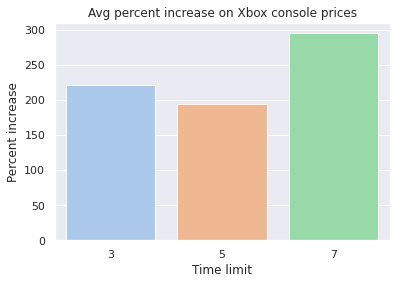 Avg percent increase on Xbox console prices
300
250
200
150
100
50
0
Percent increase
3 5 7
Time limit